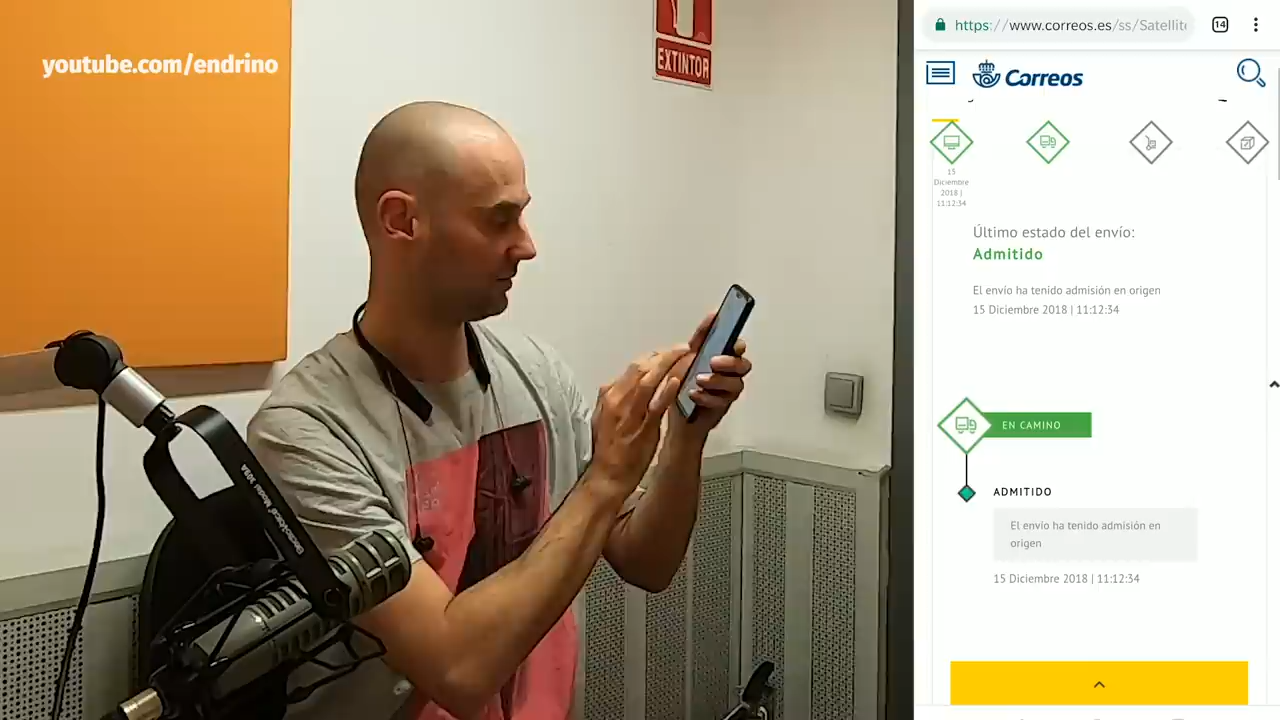 youtube.com/endrino
EXTINTOR
https://www.correos.es/ss/Satellite
14
Correos
15
Diciembre
2018 |
11:12:34
Último estado del envío:
Admitido
El envío ha tenido admisión en origen
15 Diciembre 2018 | 11:12:34
EN CAMINO
ADMITIDO
El envío ha tenido admisión en
origen
15 Diciembre 2018 | 11:12:34